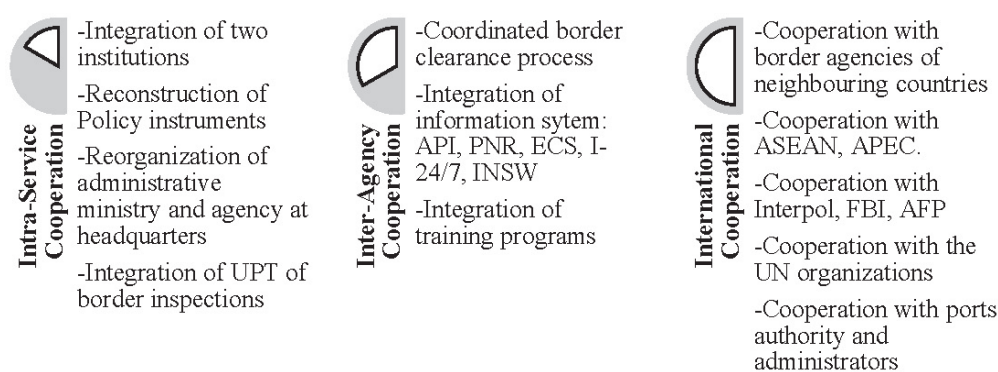 Intra-Service
Cooperation
-Integration of two
institutions
-Reconstruction of
Policy instruments
-Reorganization of
administrative
ministry and agency at
headquarters
-Integration of UPT of
border inspections
Inter-Agency
Cooperation
-Coordinated border
clearance process
-Integration of
information sytem:
API, PNR, ECS, I-
24/7, INSW
-Integration of
training programs
International
Cooperation
-Cooperation with
border agencies of
neighbouring countries
-Cooperation with
ASEAN, APEC.
-Cooperation with
Interpol, FBI, AFP
-Cooperation with the
UN organizations
-Cooperation with ports
authority and
administrators